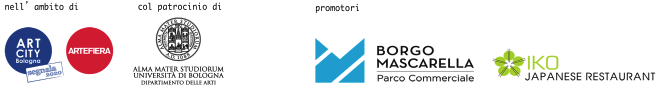 nell' ambito di
col patrocinio di
promotori
ART
CITY
Bologna
segnala
2020
ARTEFIERA
ALMA MATER STUDIORUM
UNIVERSITÀ DI BOLOGNA
DIPARTIMENTO DELLE ARTI
BORGO
MASCARELLA
Parco Commerciale
IKO
JAPANESE RESTAURANT